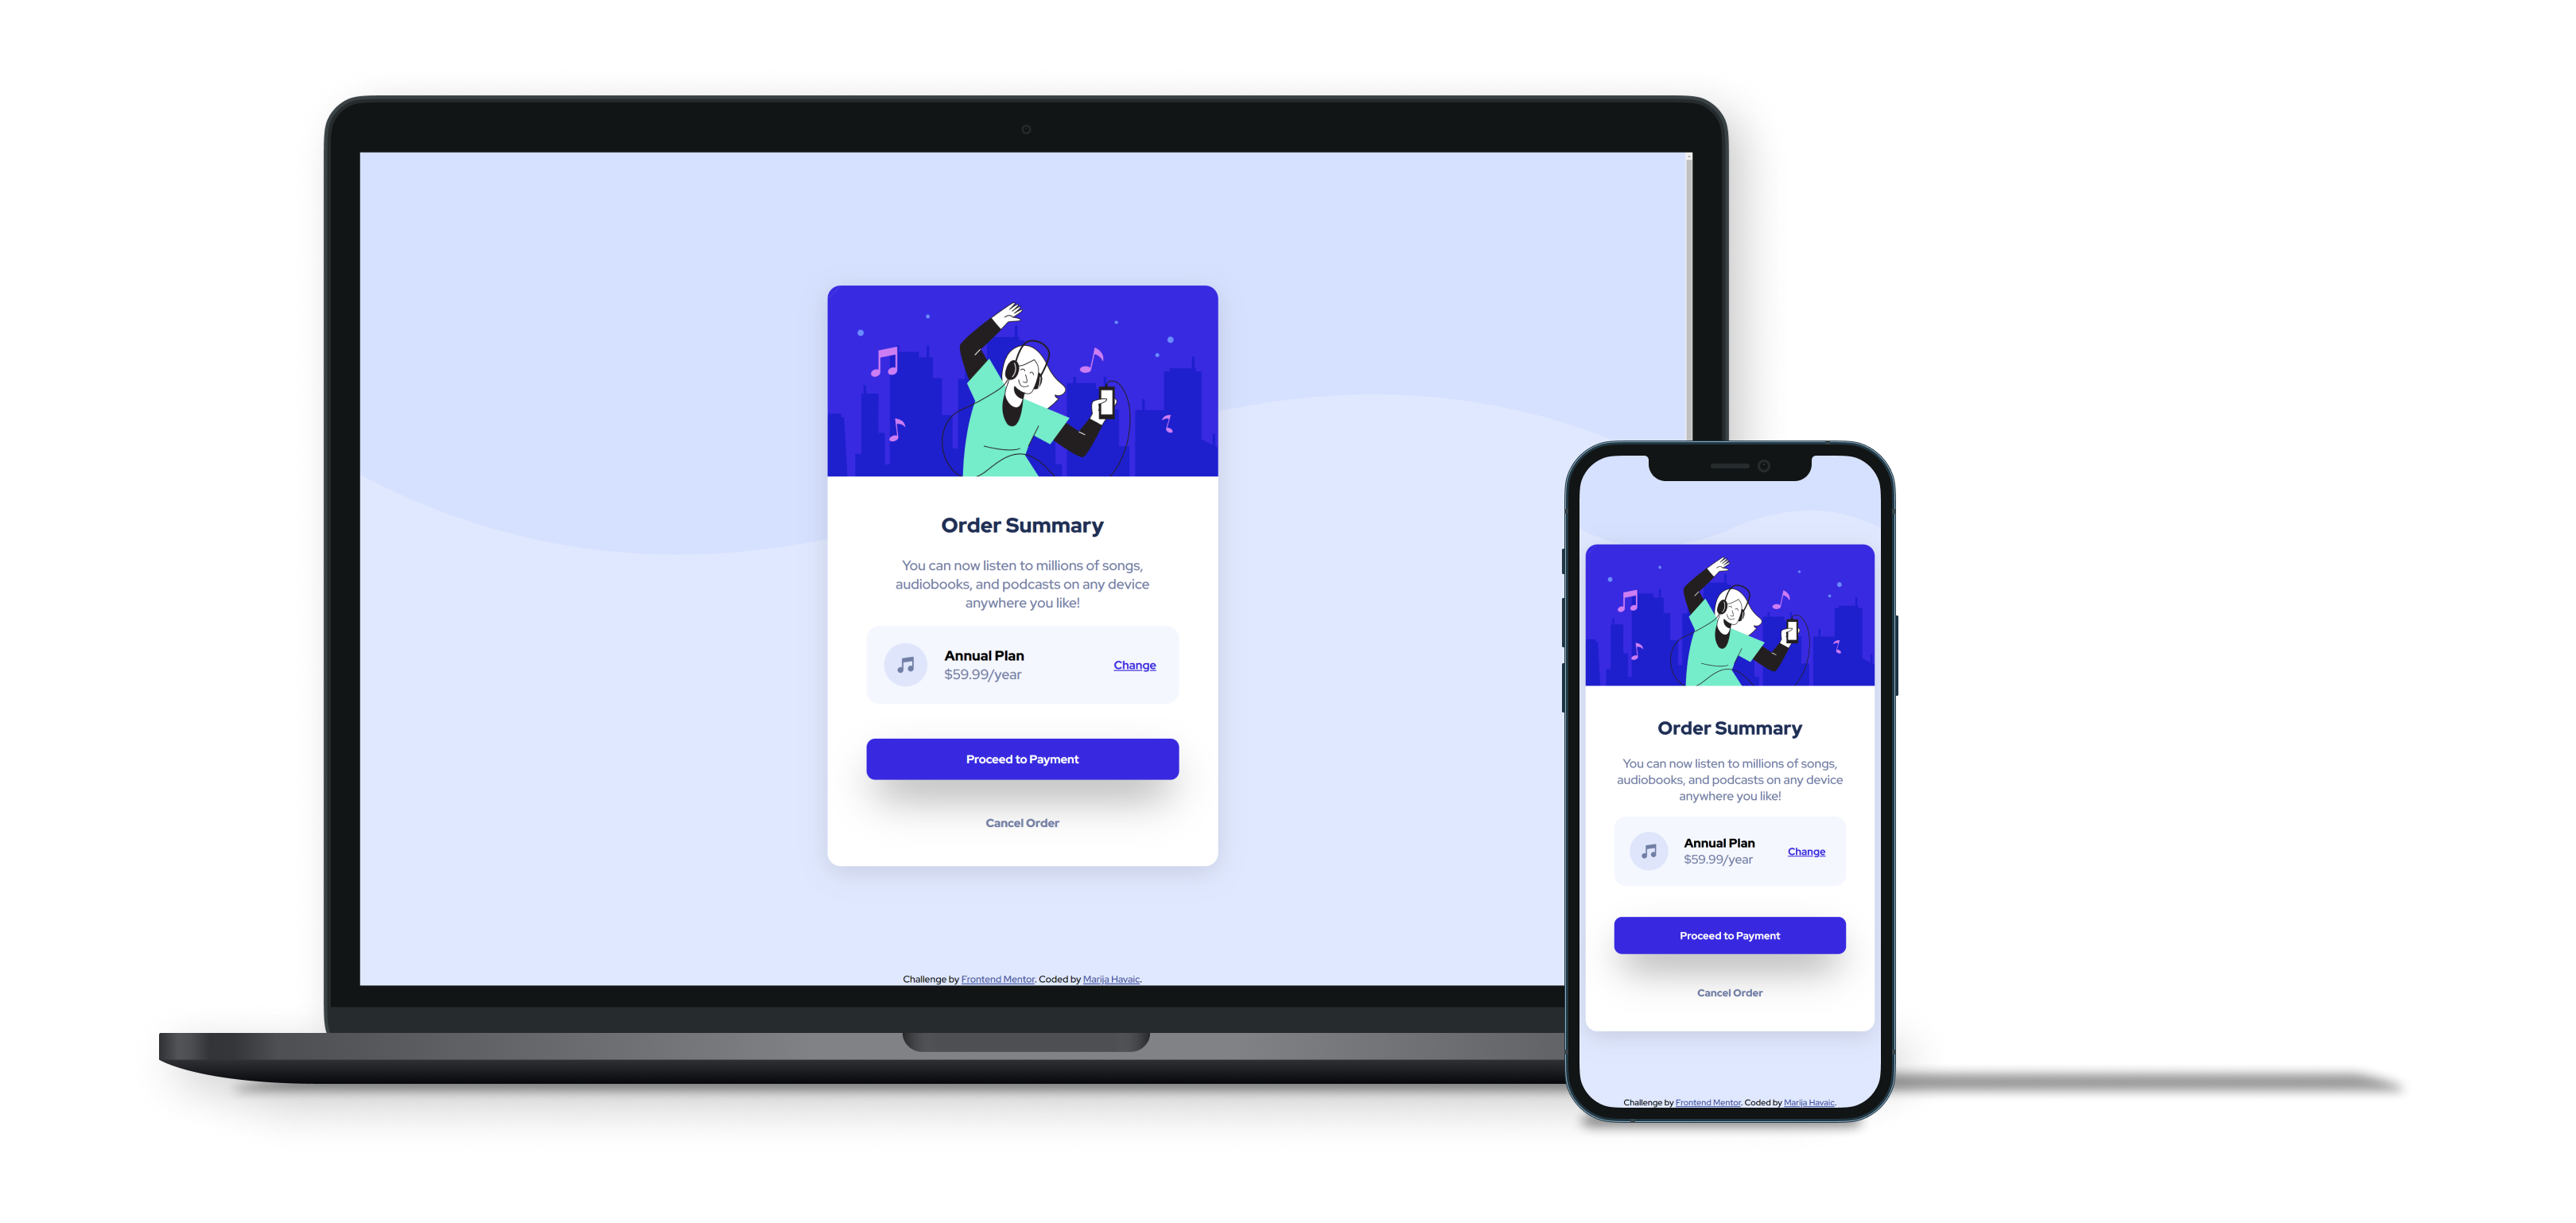 Order Summary
You can now listen to millions of songs,
audiobooks, and podcasts on any device
anywhere you like!
Annual Plan
$59.99/year
Change
Proceed to Payment
Cancel Order
Challenge by Frontend Mentor. Coded by Marija Havaic.
Order Summary
You can now listen to millions of songs,
audiobooks, and podcasts on any device
anywhere you like!
Annual Plan
$59.99/year
Change
Proceed to Payment
Cancel Order
Challenge by Frontend Mentor. Coded by Marija Havaic.